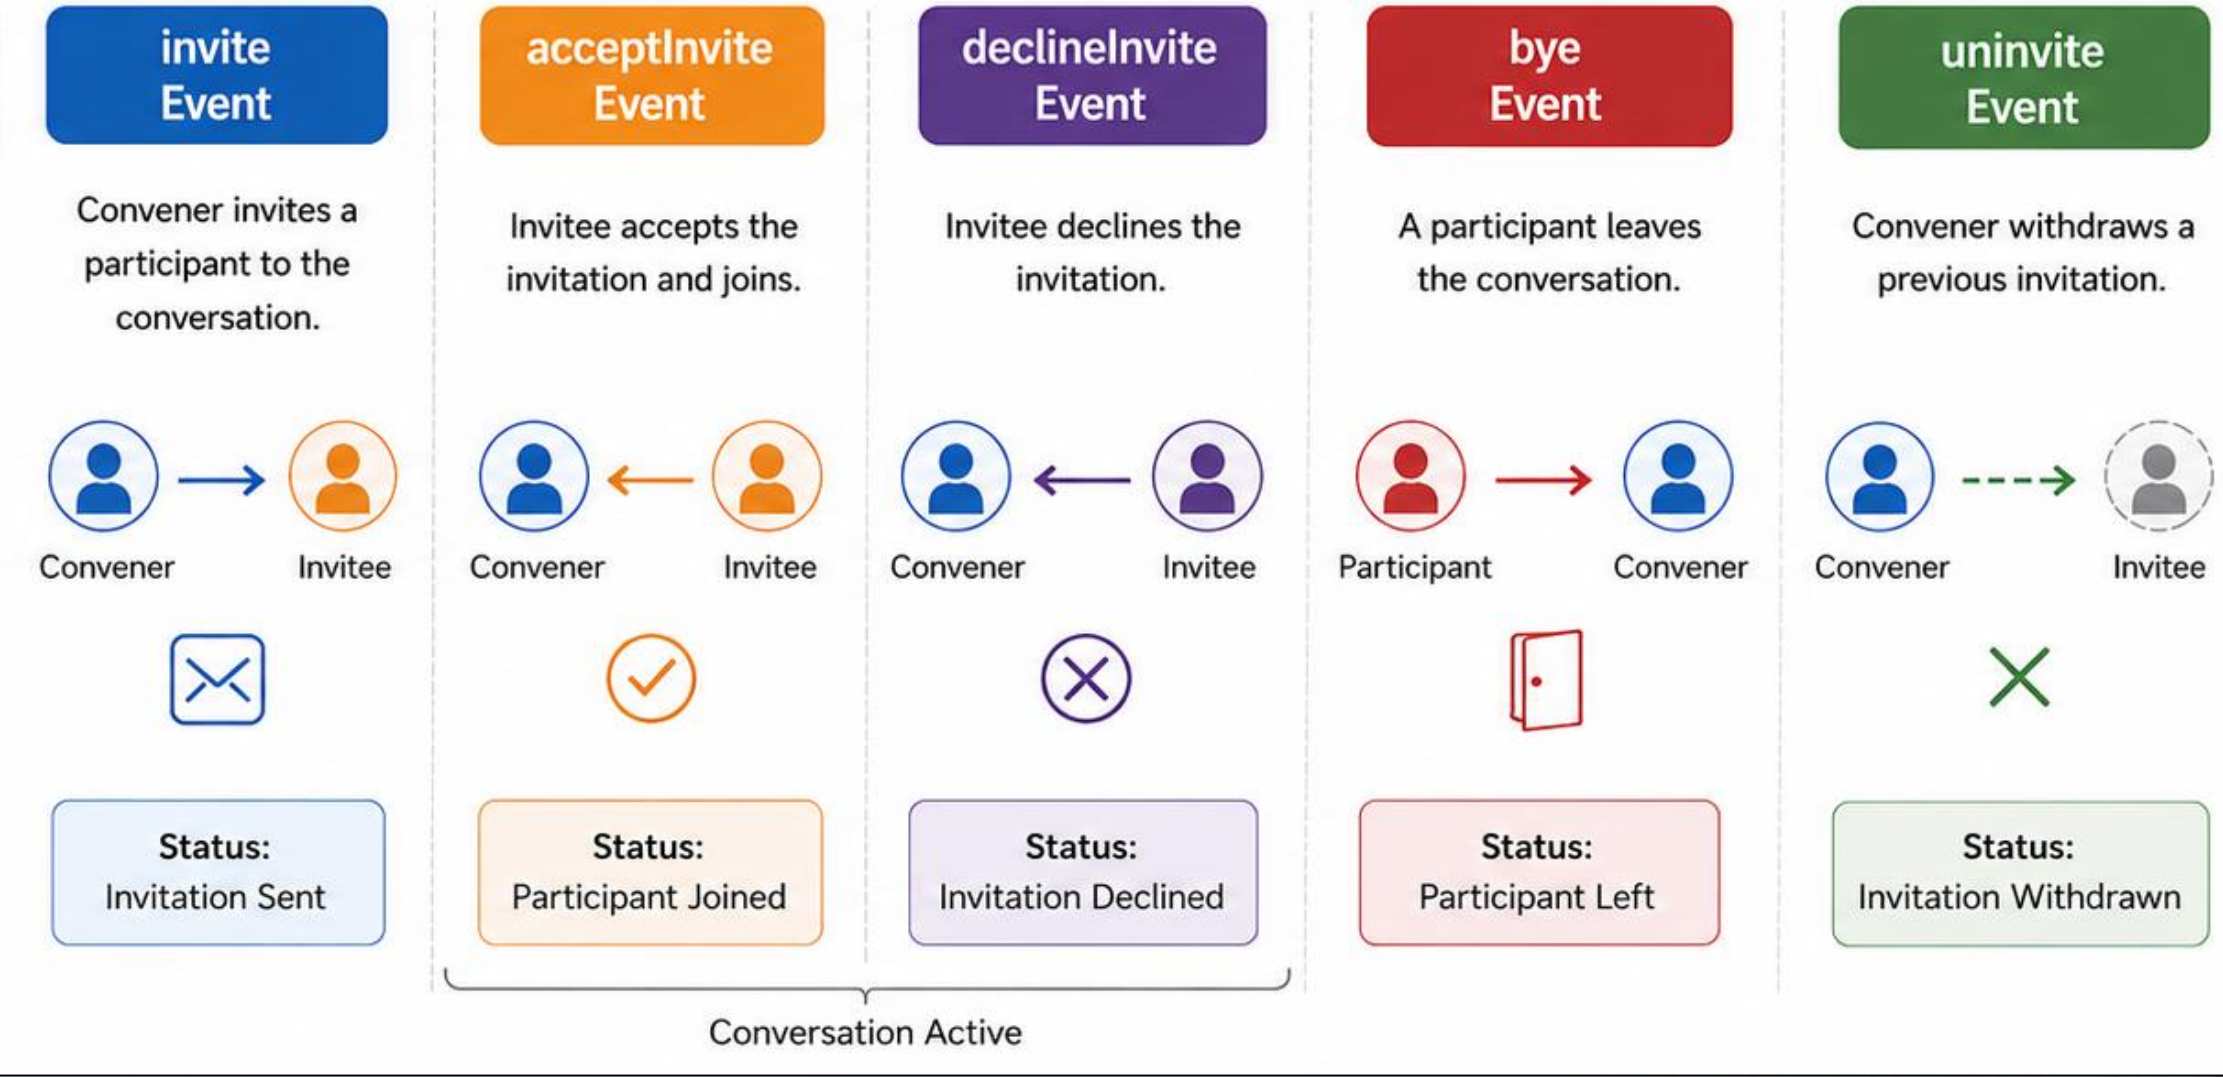 invite
Event
Convener invites a
participant to the
conversation.
Convener
Invitee
Status:
Invitation Sent
acceptInvite
Event
Invitee accepts the
invitation and joins.
Convener
Invitee
Status:
Participant Joined
declineInvite
Event
Invitee declines the
invitation.
Convener
Invitee
Status:
Invitation Declined
Conversation Active
bye
Event
A participant leaves
the conversation.
Participant
Convener
Status:
Participant Left
uninvite
Event
Convener withdraws a
previous invitation.
Convener
Invitee
Status:
Invitation Withdrawn